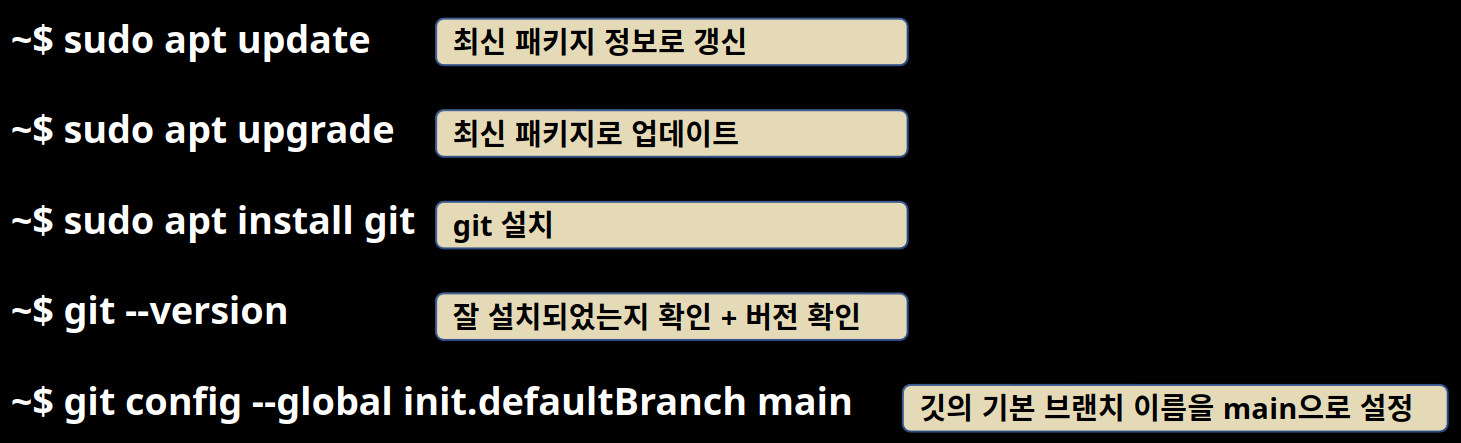 ~$ sudo apt update 최신 패키지 정보로 갱신
~$ sudo apt upgrade 최신 패키지로 업데이트
~$ sudo apt install git git 설치
~$ git --version 잘 설치되었는지 확인 + 버전 확인
~$ git config --global init.defaultBranch main 깃의 기본 브랜치 이름을 main으로 설정